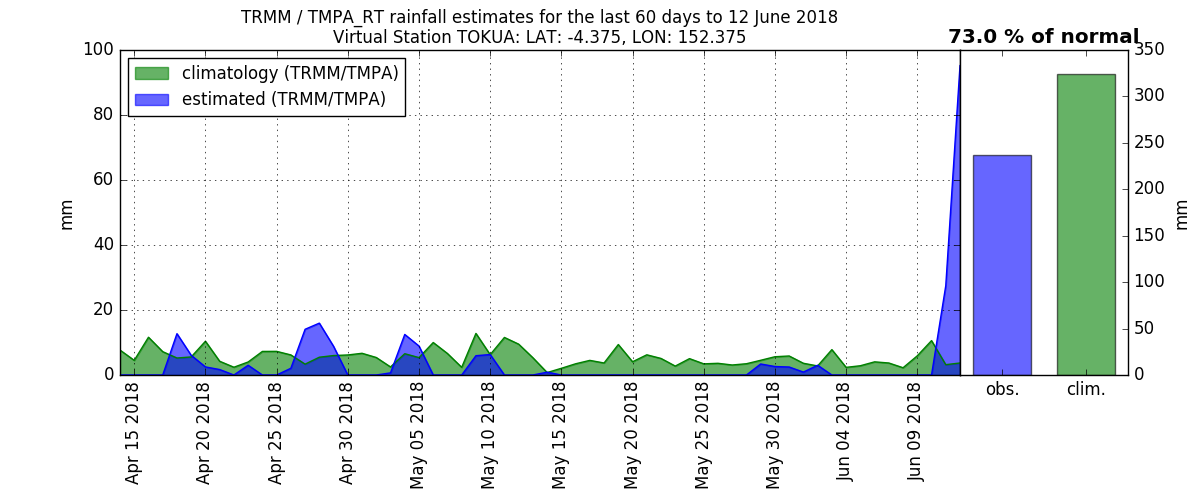 TRMM / TMPA_RT rainfall estimates for the last 60 days to 12 June 2018
Virtual Station TOKUA: LAT: -4.375, LON: 152.375
73.0 % of normal
climatology (TRMM/TMPA)
estimated (TRMM/TMPA)
mm
100
80
60
40
20
0
Apr 15 2018
Apr 20 2018
Apr 25 2018
Apr 30 2018
May 05 2018
May 10 2018
May 15 2018
May 20 2018
May 25 2018
May 30 2018
Jun 04 2018
Jun 09 2018
obs.
clim.
350
300
250
200
150
100
50
0
mm